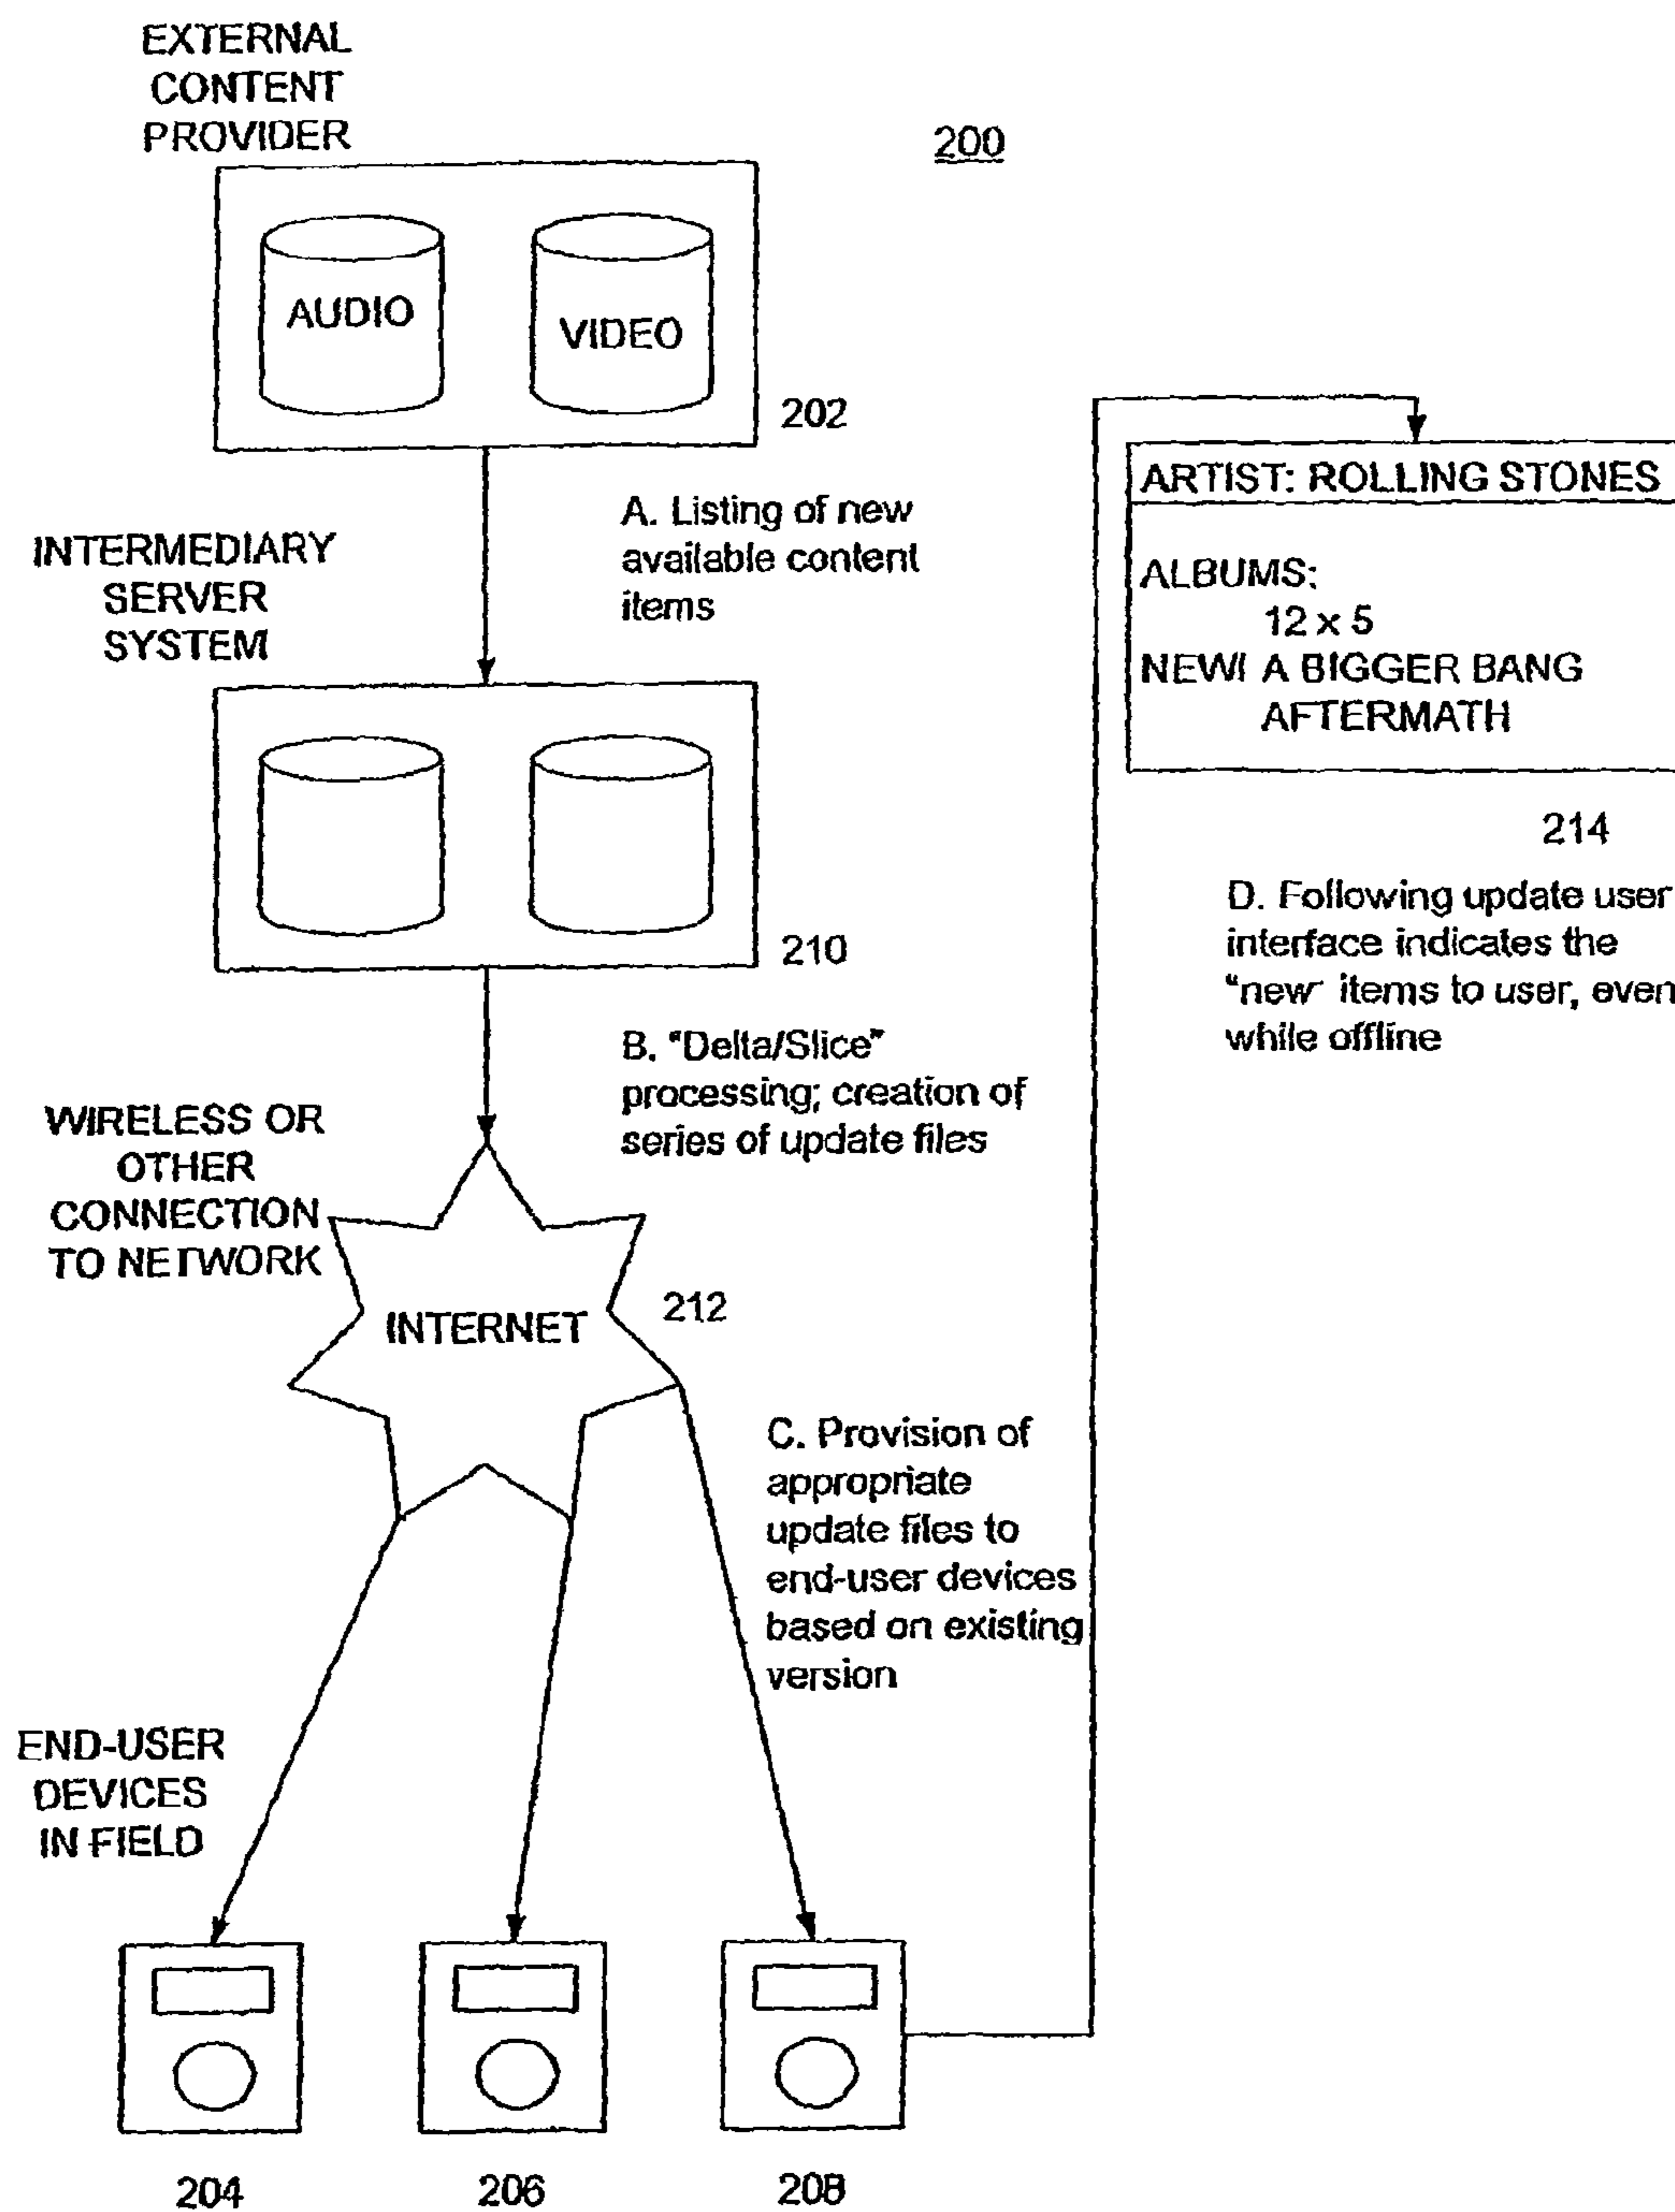 EXTERNAL
CONTENT
PROVIDER
200
AUDIO
VIDEO
202
A. Listing of new
available content
items
INTERMEDIARY
SERVER
SYSTEM
210
B. "Delta/Slice"
processing; creation of
series of update files
WIRELESS OR
OTHER
CONNECTION
TO NETWORK
INTERNET
212
C. Provision of
appropriate
update files to
end-user devices
based on existing
version
END-USER
DEVICES
IN FIELD
204
206
208
ARTIST: ROLLING STONES
ALBUMS:
12 x 5
NEW! A BIGGER BANG
AFTERMATH
214
D. Following update user
interface indicates the
"new" items to user, even
while offline